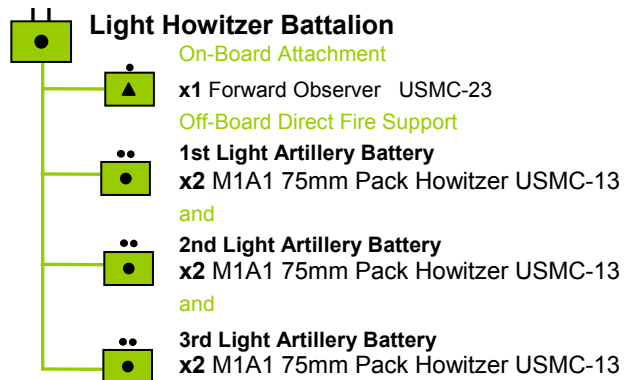 Light Howitzer Battalion
On-Board Attachment
x1 Forward Observer USMC-23
Off-Board Direct Fire Support
1st Light Artillery Battery
x2 M1A1 75mm Pack Howitzer USMC-13
and
2nd Light Artillery Battery
x2 M1A1 75mm Pack Howitzer USMC-13
and
3rd Light Artillery Battery
x2 M1A1 75mm Pack Howitzer USMC-13